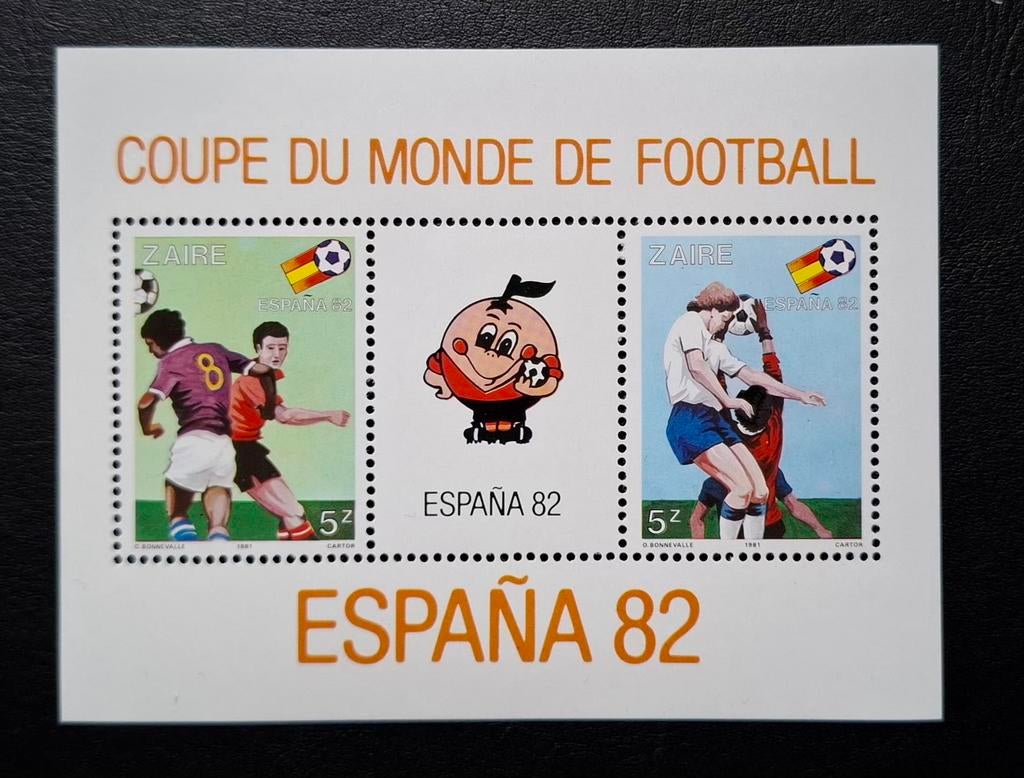 COUPE DU MONDE DE FOOTBALL
ZAIRE
ESPAÑA 82
8
5Z
O. BONNEVALLE 1981 CARTOR
ESPAÑA 82
ZAIRE
ESPAÑA 82
5Z
O. BONNEVALLE 1981 CARTOR
ESPAÑA 82